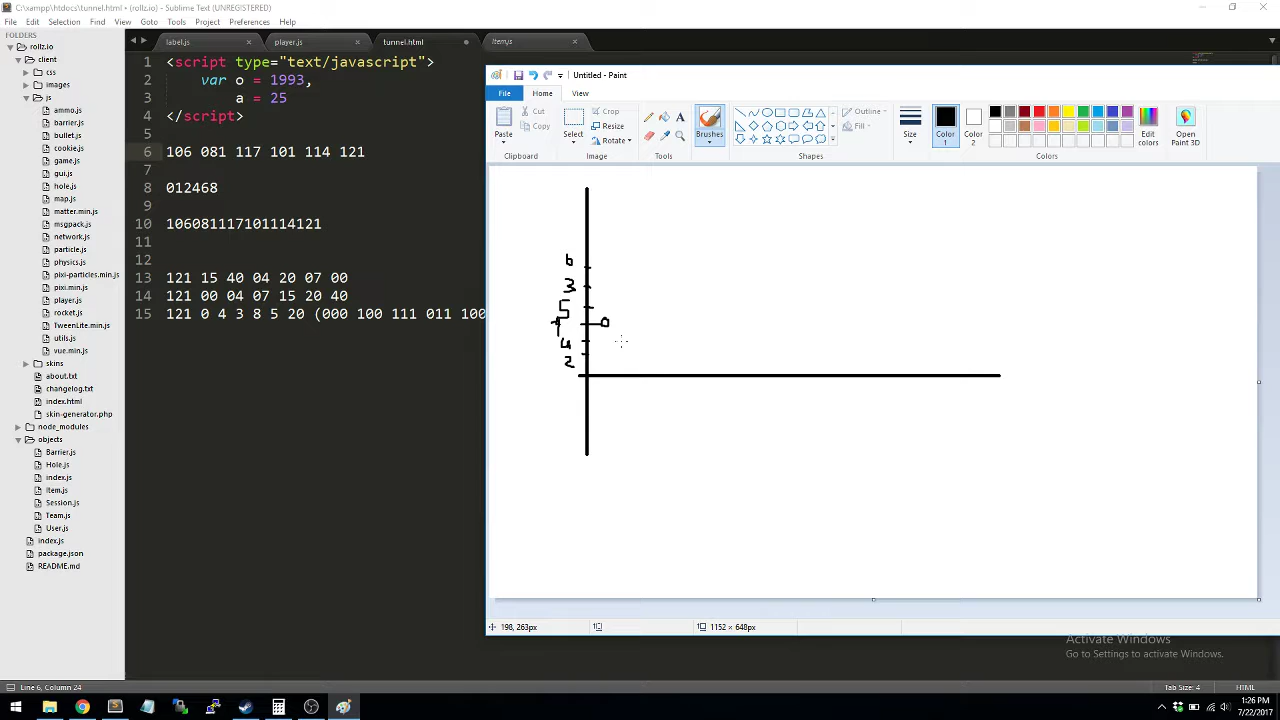 C:\xampp\htdocs\tunnel.html • (rollz.io) - Sublime Text (UNREGISTERED)
File Edit Selection Find View Goto Tools Project Preferences Help
FOLDERS
rollz.io
client
css
images
js
ammo.js
barrier.js
bullet.js
cookie.js
game.js
gui.js
hole.js
map.js
matter.min.js
msgpack.js
network.js
particle.js
physics.js
pixi-particles.min.js
pixi.min.js
player.js
rocket.js
TweenLite.min.js
utils.js
vue.min.js
skins
about.txt
changelog.txt
index.html
skin-generator.php
node_modules
objects
Barrier.js
Hole.js
index.js
Item.js
Session.js
Team.js
User.js
index.js
package.json
README.md
label.js player.js tunnel.html Item.js
1 <script type="text/javascript">
2 var o = 1993,
3 a = 25
4 </script>
5
6 106 081 117 101 114 121
7
8 012468
9
10 106081117101114121
11
12
13 121 15 40 04 20 07 00
14 121 00 04 07 15 20 40
15 121 0 4 3 8 5 20 (000 100 111 011 100
Untitled - Paint
File Home View
Paste Cut Copy Clipboard
Select Crop Resize Rotate Image
Tools
Brushes
Shapes Outline Fill
Size
Color 1 Color 2
Edit colors
Colors
Open Paint 3D
6
3
5
7 0
4
2
198, 263px 1152 × 648px
Activate Windows
Go to Settings to activate Windows.
Line 6, Column 24 Tab Size: 4 HTML
1:26 PM
7/22/2017